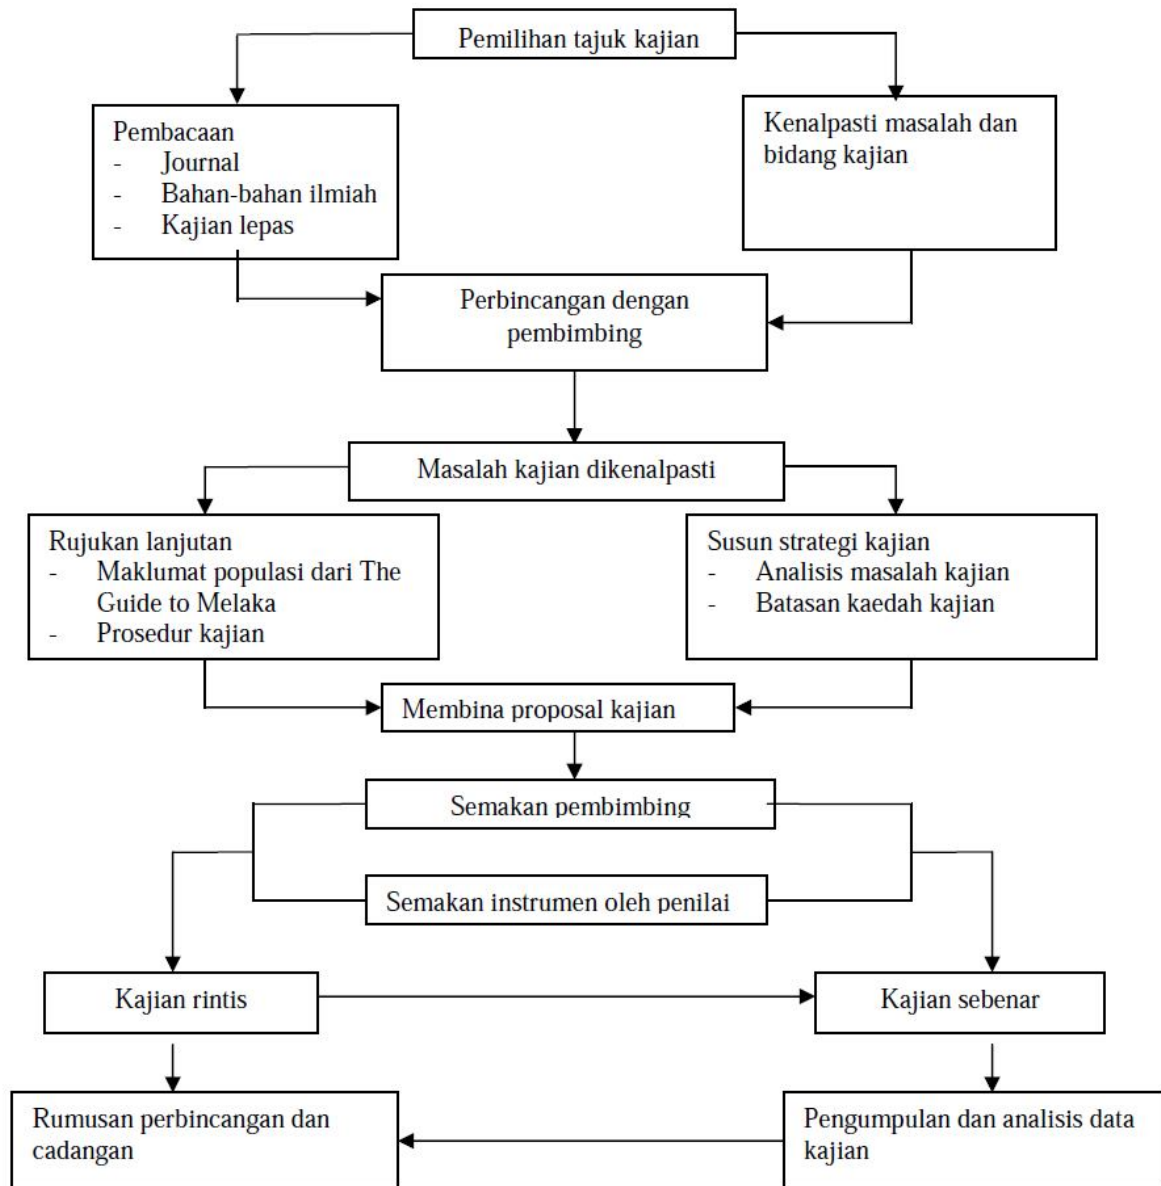 Pemilihan tajuk kajian
Pembacaan
- Journal
- Bahan-bahan ilmiah
- Kajian lepas
Kenalpasti masalah dan
bidang kajian
Perbincangan dengan
pembimbing
Masalah kajian dikenalpasti
Rujukan lanjutan
- Maklumat populasi dari The
Guide to Melaka
- Prosedur kajian
Susun strategi kajian
- Analisis masalah kajian
- Batasan kaedah kajian
Membina proposal kajian
Semakan pembimbing
Semakan instrumen oleh penilai
Kajian rintis
Kajian sebenar
Rumusan perbincangan dan
cadangan
Pengumpulan dan analisis data
kajian